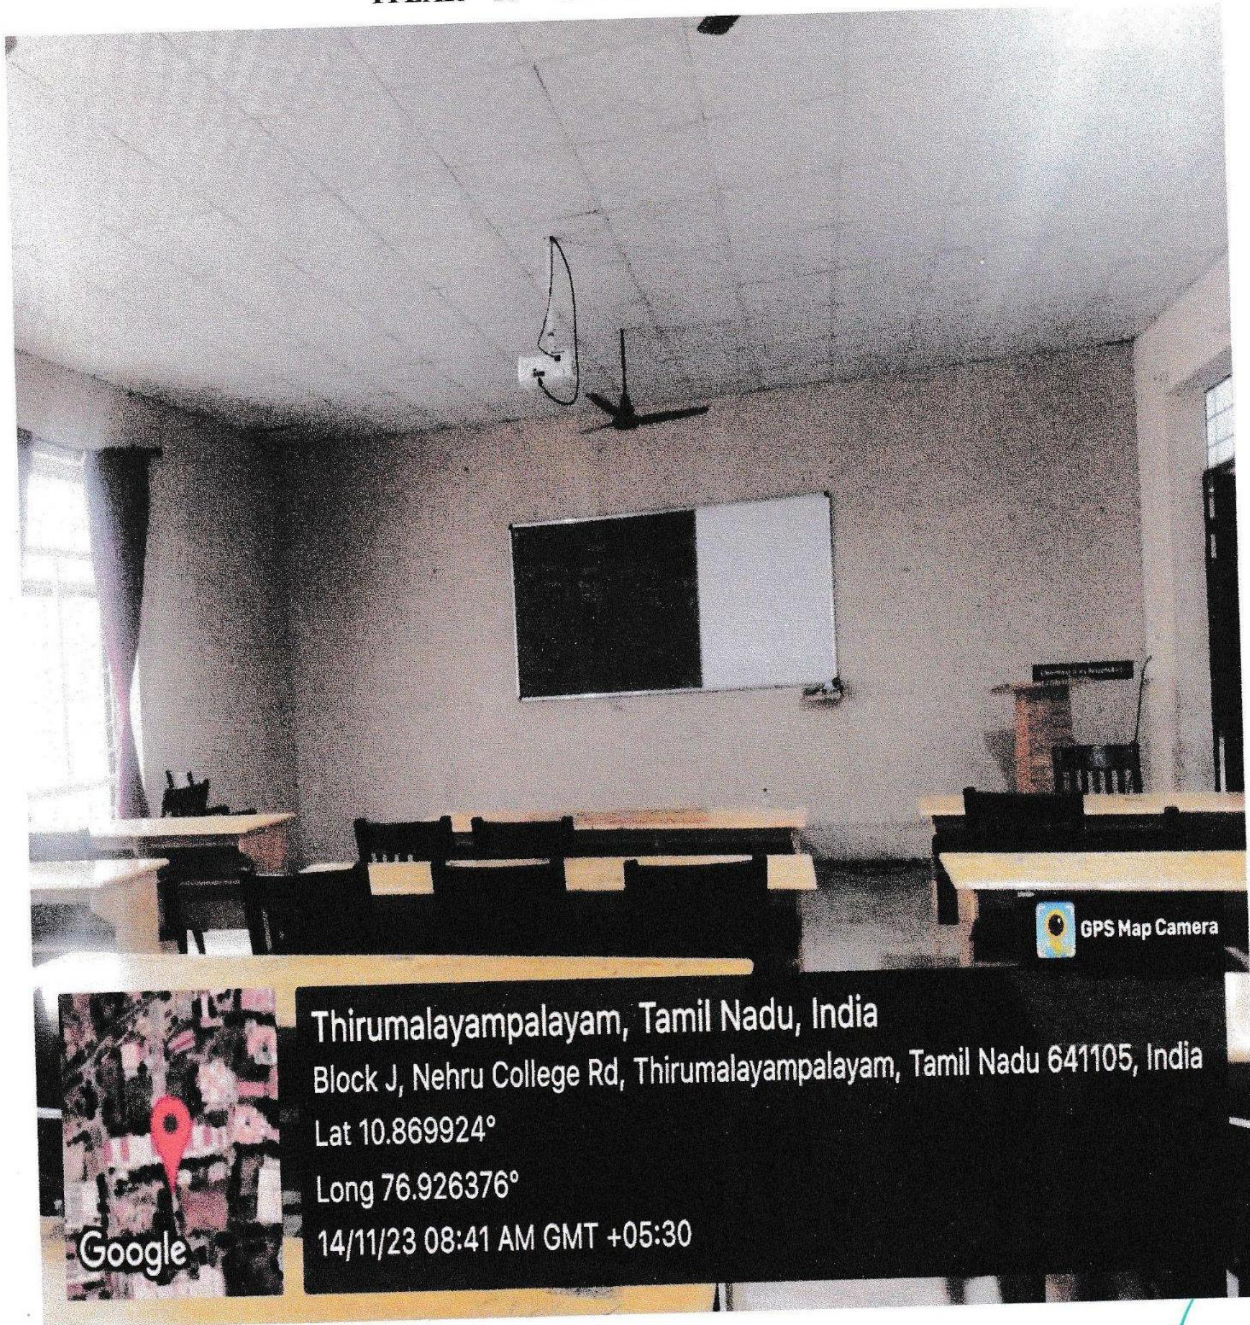 GPS Map Camera
Thirumalayampalayam, Tamil Nadu, India
Block J, Nehru College Rd, Thirumalayampalayam, Tamil Nadu 641105, India
Lat 10.869924°
Long 76.926376°
14/11/23 08:41 AM GMT +05:30
Google